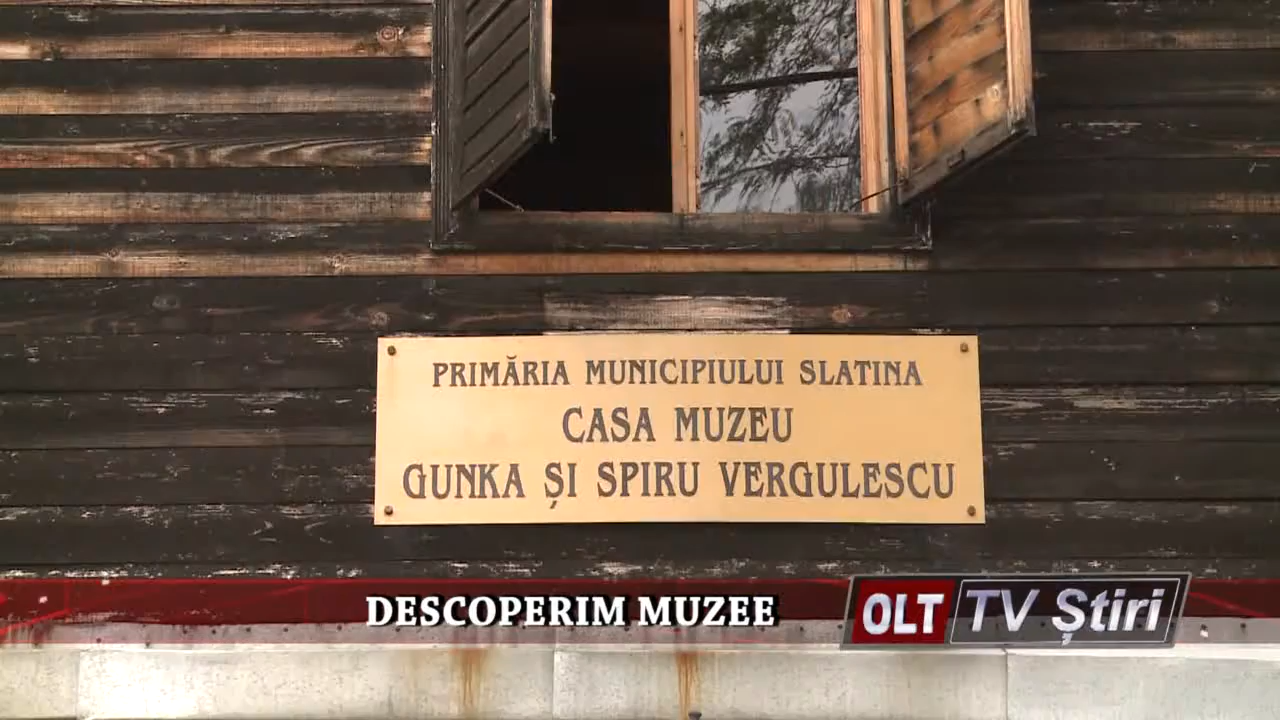 PRIMĂRIA MUNICIPIULUI SLATINA
CASA MUZEU
GUNKA ȘI SPIRU VERGULESCU
DESCOPERIM MUZEE
OLT TV Știri